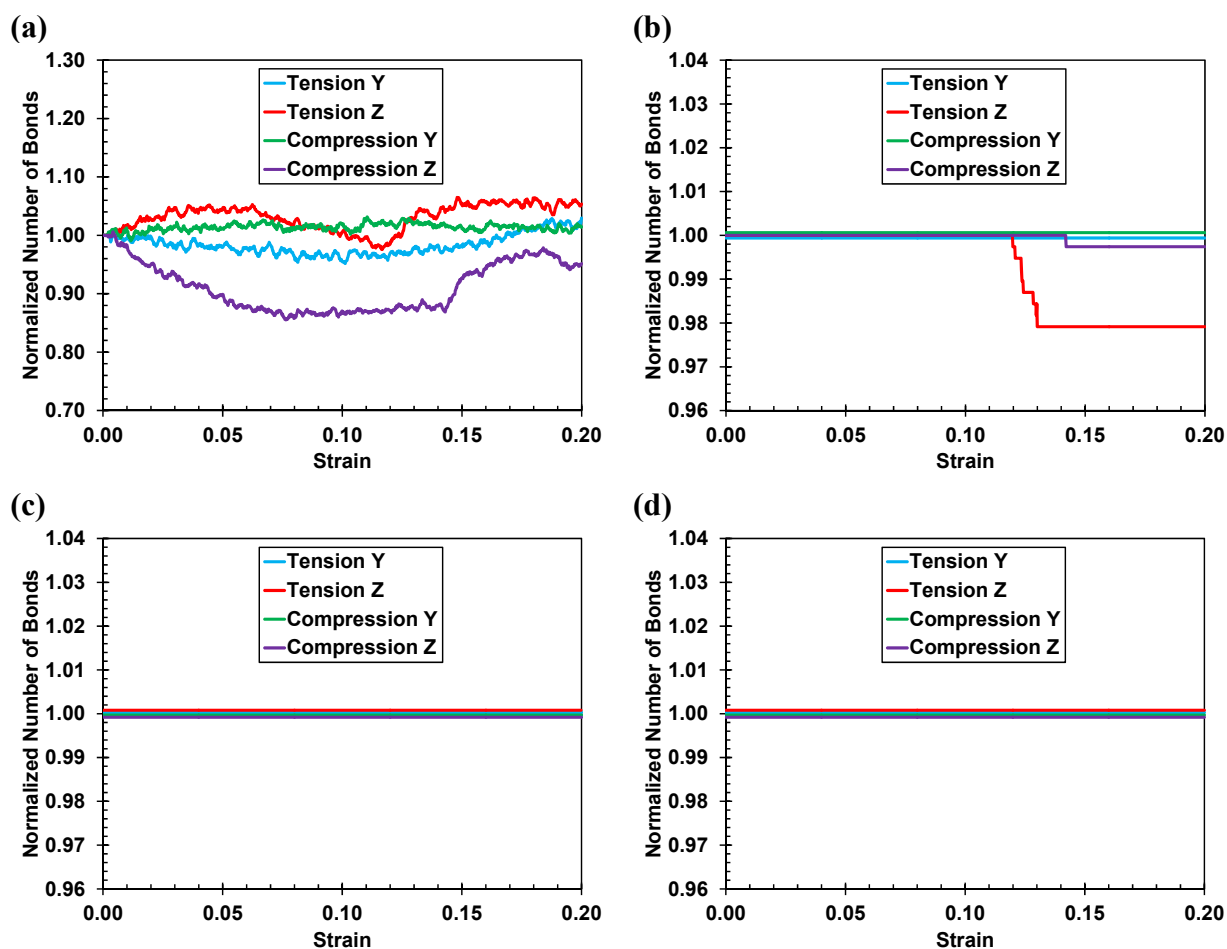 (a)
Normalized Number of Bonds
1.30
1.20
1.10
1.00
0.90
0.80
0.70
Tension Y
Tension Z
Compression Y
Compression Z
0.00 0.05 0.10 0.15 0.20
Strain
(b)
Normalized Number of Bonds
1.04
1.03
1.02
1.01
1.00
0.99
0.98
0.97
0.96
Tension Y
Tension Z
Compression Y
Compression Z
0.00 0.05 0.10 0.15 0.20
Strain
(c)
Normalized Number of Bonds
1.04
1.03
1.02
1.01
1.00
0.99
0.98
0.97
0.96
Tension Y
Tension Z
Compression Y
Compression Z
0.00 0.05 0.10 0.15 0.20
Strain
(d)
Normalized Number of Bonds
1.04
1.03
1.02
1.01
1.00
0.99
0.98
0.97
0.96
Tension Y
Tension Z
Compression Y
Compression Z
0.00 0.05 0.10 0.15 0.20
Strain